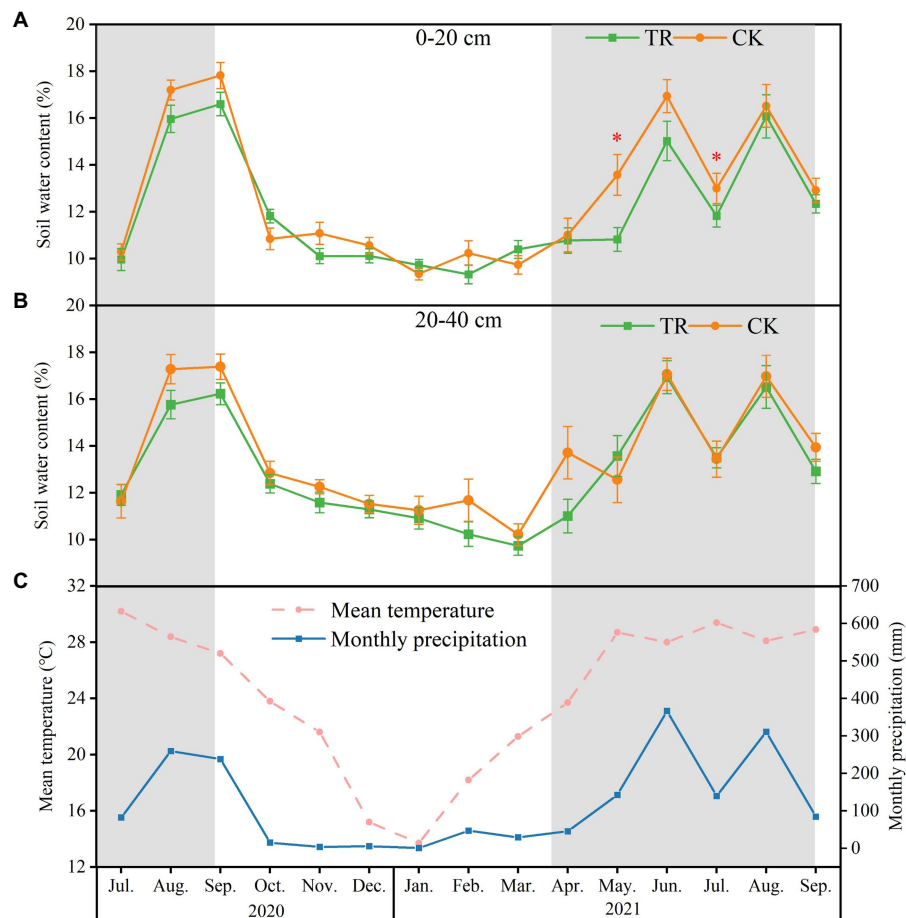 A
0-20 cm
TR CK
Soil water content (%)
20
18
16
14
12
10
*
*
B
20-40 cm
TR CK
Soil water content (%)
20
18
16
14
12
10
C
Mean temperature
Monthly precipitation
Mean temperature (℃)
32
28
24
20
16
12
Monthly precipitation (mm)
700
600
500
400
300
200
100
0
Jul. Aug. Sep. Oct. Nov. Dec. Jan. Feb. Mar. Apr. May. Jun. Jul. Aug. Sep.
2020 2021